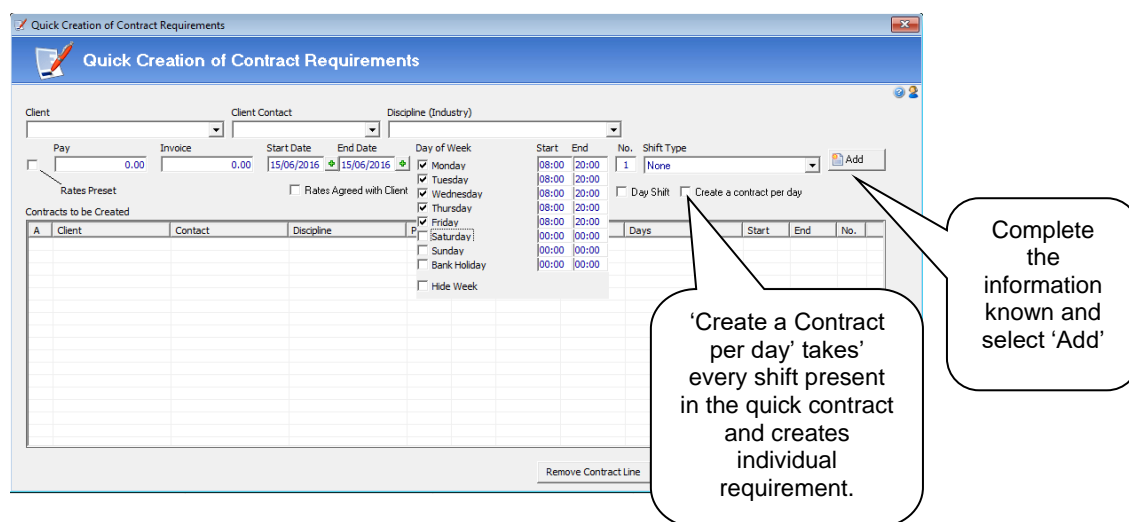 Quick Creation of Contract Requirements
Quick Creation of Contract Requirements
Client Client Contact Discipline (Industry)
Pay Invoice Start Date End Date Day of Week Start End No. Shift Type
0.00 0.00 15/06/2016 15/06/2016 Monday 08:00 20:00 1 None Add
Tuesday 08:00 20:00
Rates Preset Rates Agreed with Client Wednesday 08:00 20:00 Day Shift Create a contract per day
Thursday 08:00 20:00
Contracts to be Created
Friday 08:00 20:00
A Client Contact Discipline P Days Start End No.
Saturday 00:00 00:00
Sunday 00:00 00:00
Bank Holiday 00:00 00:00
Hide Week
Complete
the
information
known and
select ‘Add’
‘Create a Contract
per day’ takes’
every shift present
in the quick contract
and creates
individual
requirement.
Remove Contract Line